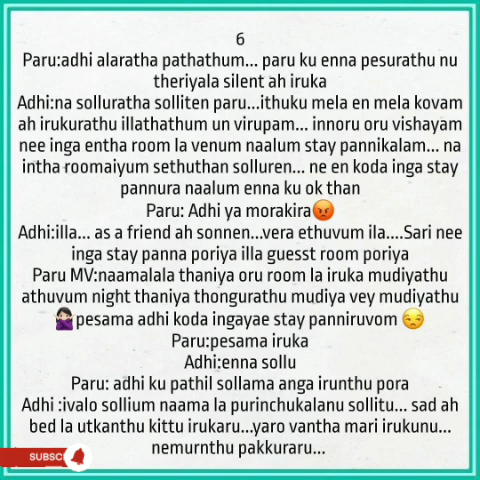 6
Paru:adhi alaratha pathathum... paru ku enna pesurathu nu
theriyala silent ah iruka
Adhi:na solluratha solliten paru...ithuku mela en mela kovam
ah irukurathu illathathum un virupam... innoru oru vishayam
nee inga entha room la venum naalum stay pannikalam... na
intha roomaiyum sethuthan solluren... ne en koda inga stay
pannura naalum enna ku ok than
Paru: Adhi ya morakira😡
Adhi:illa... as a friend ah sonnen...vera ethuvum ila....Sari nee
inga stay panna poriya illa guesst room poriya
Paru MV:naamalala thaniya oru room la iruka mudiyathu
athuvum night thaniya thongurathu mudiya vey mudiyathu
🤦🏻‍♀️pesama adhi koda ingayae stay panniruvom 😒
Paru:pesama iruka
Adhi:enna sollu
Paru: adhi ku pathil sollama anga irunthu pora
Adhi :ivalo sollium naama la purinchukalanu sollitu... sad ah
bed la utkanthu kittu irukaru...yaro vantha mari irukunu...
nemurnthu pakkuraru...
SUBSC